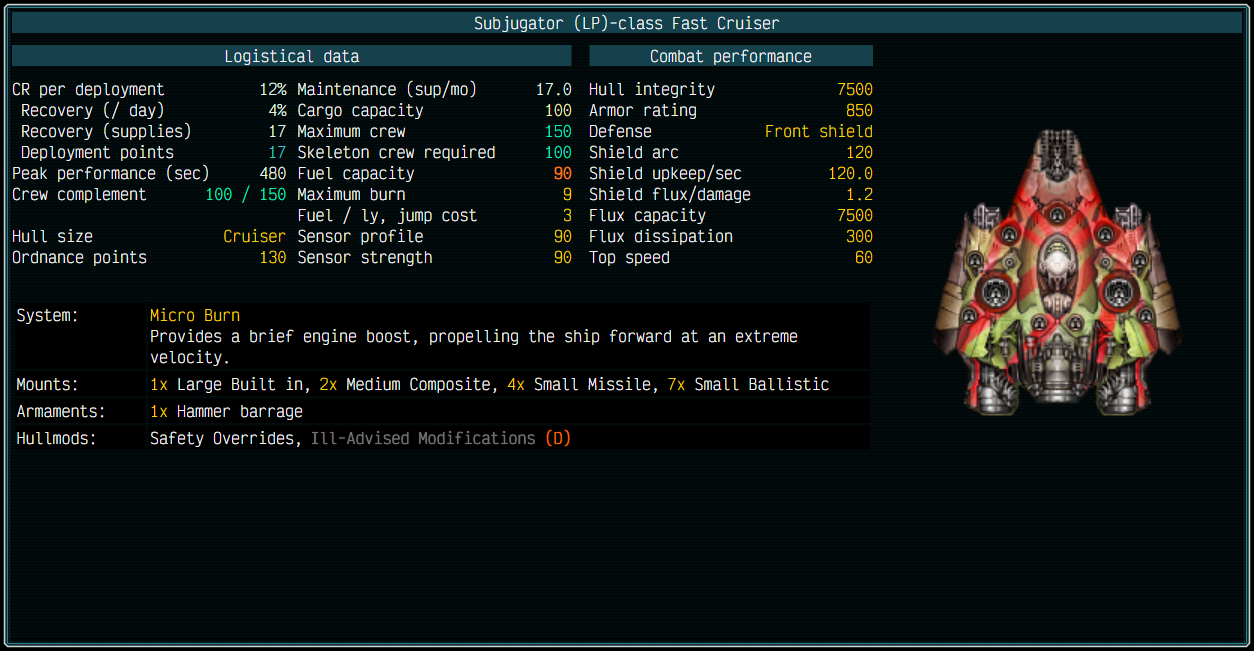 Subjugator (LP)-class Fast Cruiser
Logistical data
CR per deployment 12% Maintenance (sup/mo) 17.0
Recovery (/ day) 4% Cargo capacity 100
Recovery (supplies) 17 Maximum crew 150
Deployment points 17 Skeleton crew required 100
Peak performance (sec) 480 Fuel capacity 90
Crew complement 100 / 150 Maximum burn 9
Fuel / ly, jump cost 3
Hull size Cruiser Sensor profile 90
Ordnance points 130 Sensor strength 90
Combat performance
Hull integrity 7500
Armor rating 850
Defense Front shield
Shield arc 120
Shield upkeep/sec 120.0
Shield flux/damage 1.2
Flux capacity 7500
Flux dissipation 300
Top speed 60
System: Micro Burn
Provides a brief engine boost, propelling the ship forward at an extreme
velocity.
Mounts: 1x Large Built in, 2x Medium Composite, 4x Small Missile, 7x Small Ballistic
Armaments: 1x Hammer barrage
Hullmods: Safety Overrides, Ill-Advised Modifications (D)